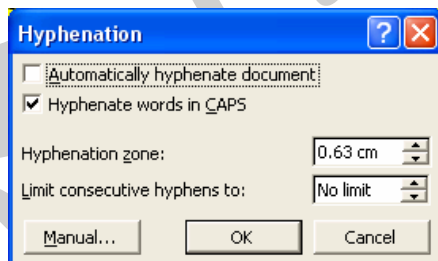 Hyphenation
Automatically hyphenate document
Hyphenate words in CAPS
Hyphenation zone: 0.63 cm
Limit consecutive hyphens to: No limit
Manual... OK Cancel